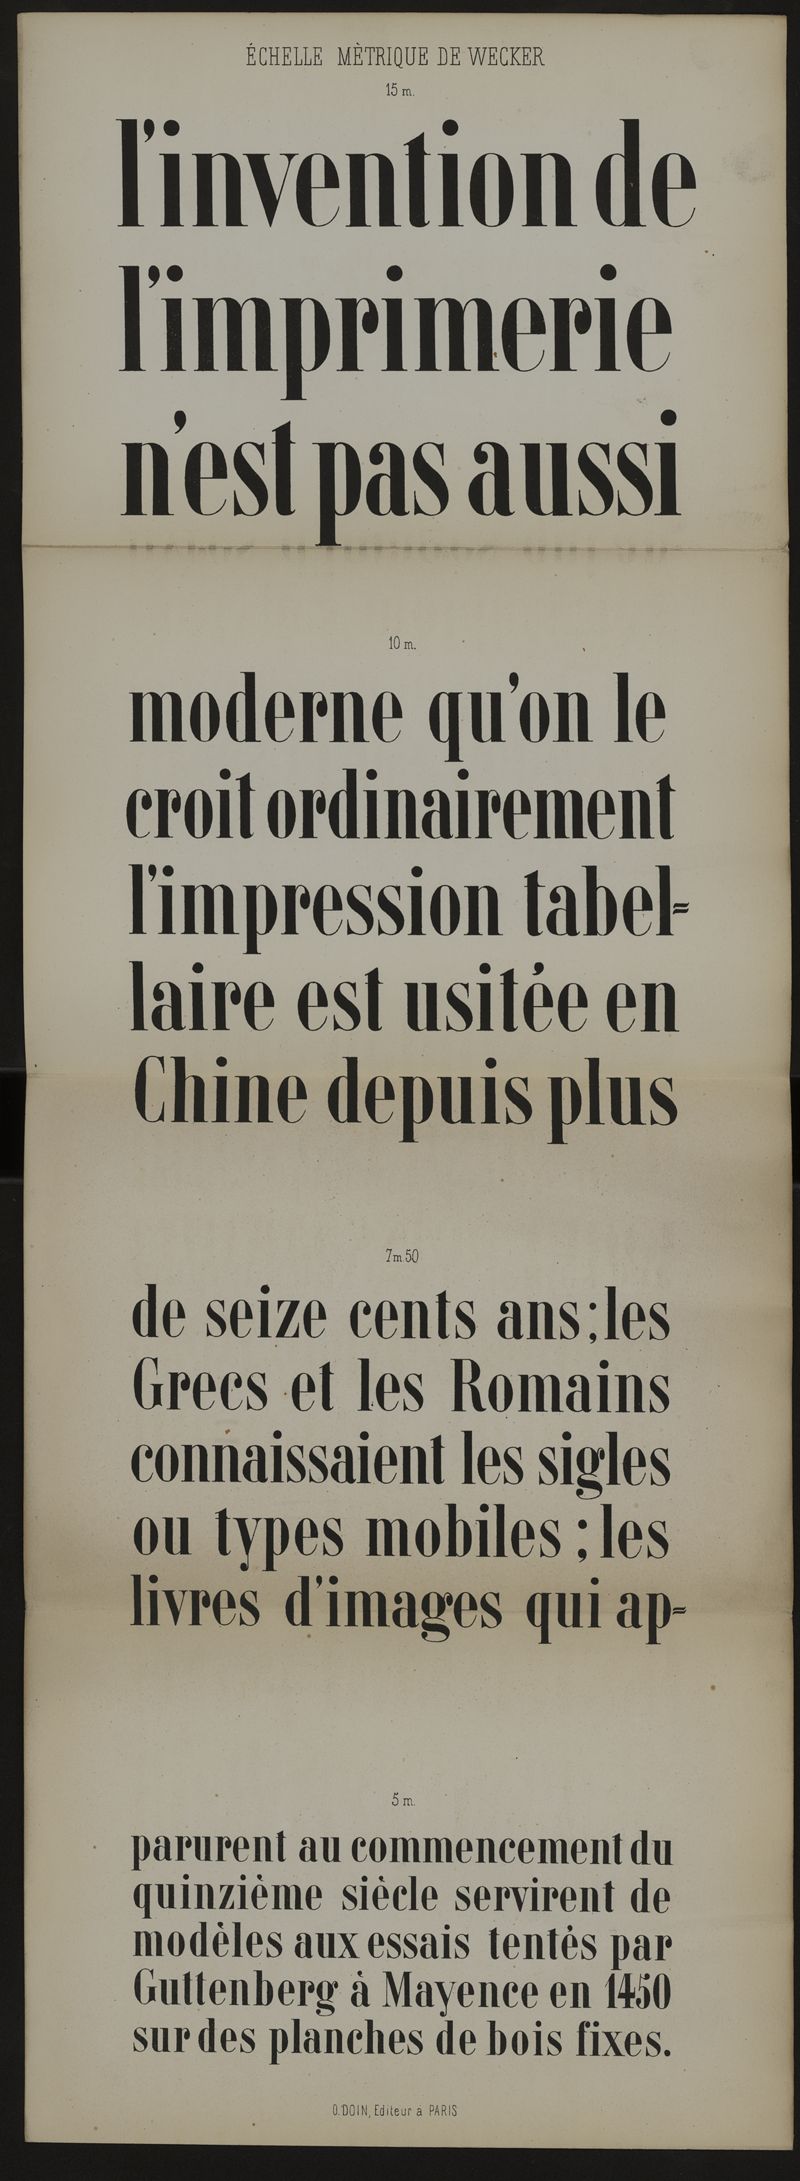 ÉCHELLE MÈTRIQUE DE WECKER
15 m.
l'invention de
l'imprimerie
n'est pas aussi
10 m.
moderne qu'on le
croit ordinairement
l'impression tabel=
laire est usitée en
Chine depuis plus
7m.50
de seize cents ans; les
Grecs et les Romains
connaissaient les sigles
ou types mobiles; les
livres d'images qui ap=
5 m.
parurent au commencement du
quinzième siècle servirent de
modèles aux essais tentés par
Guttenberg à Mayence en 1450
sur des planches de bois fixes.
O. DOIN, Editeur a PARIS